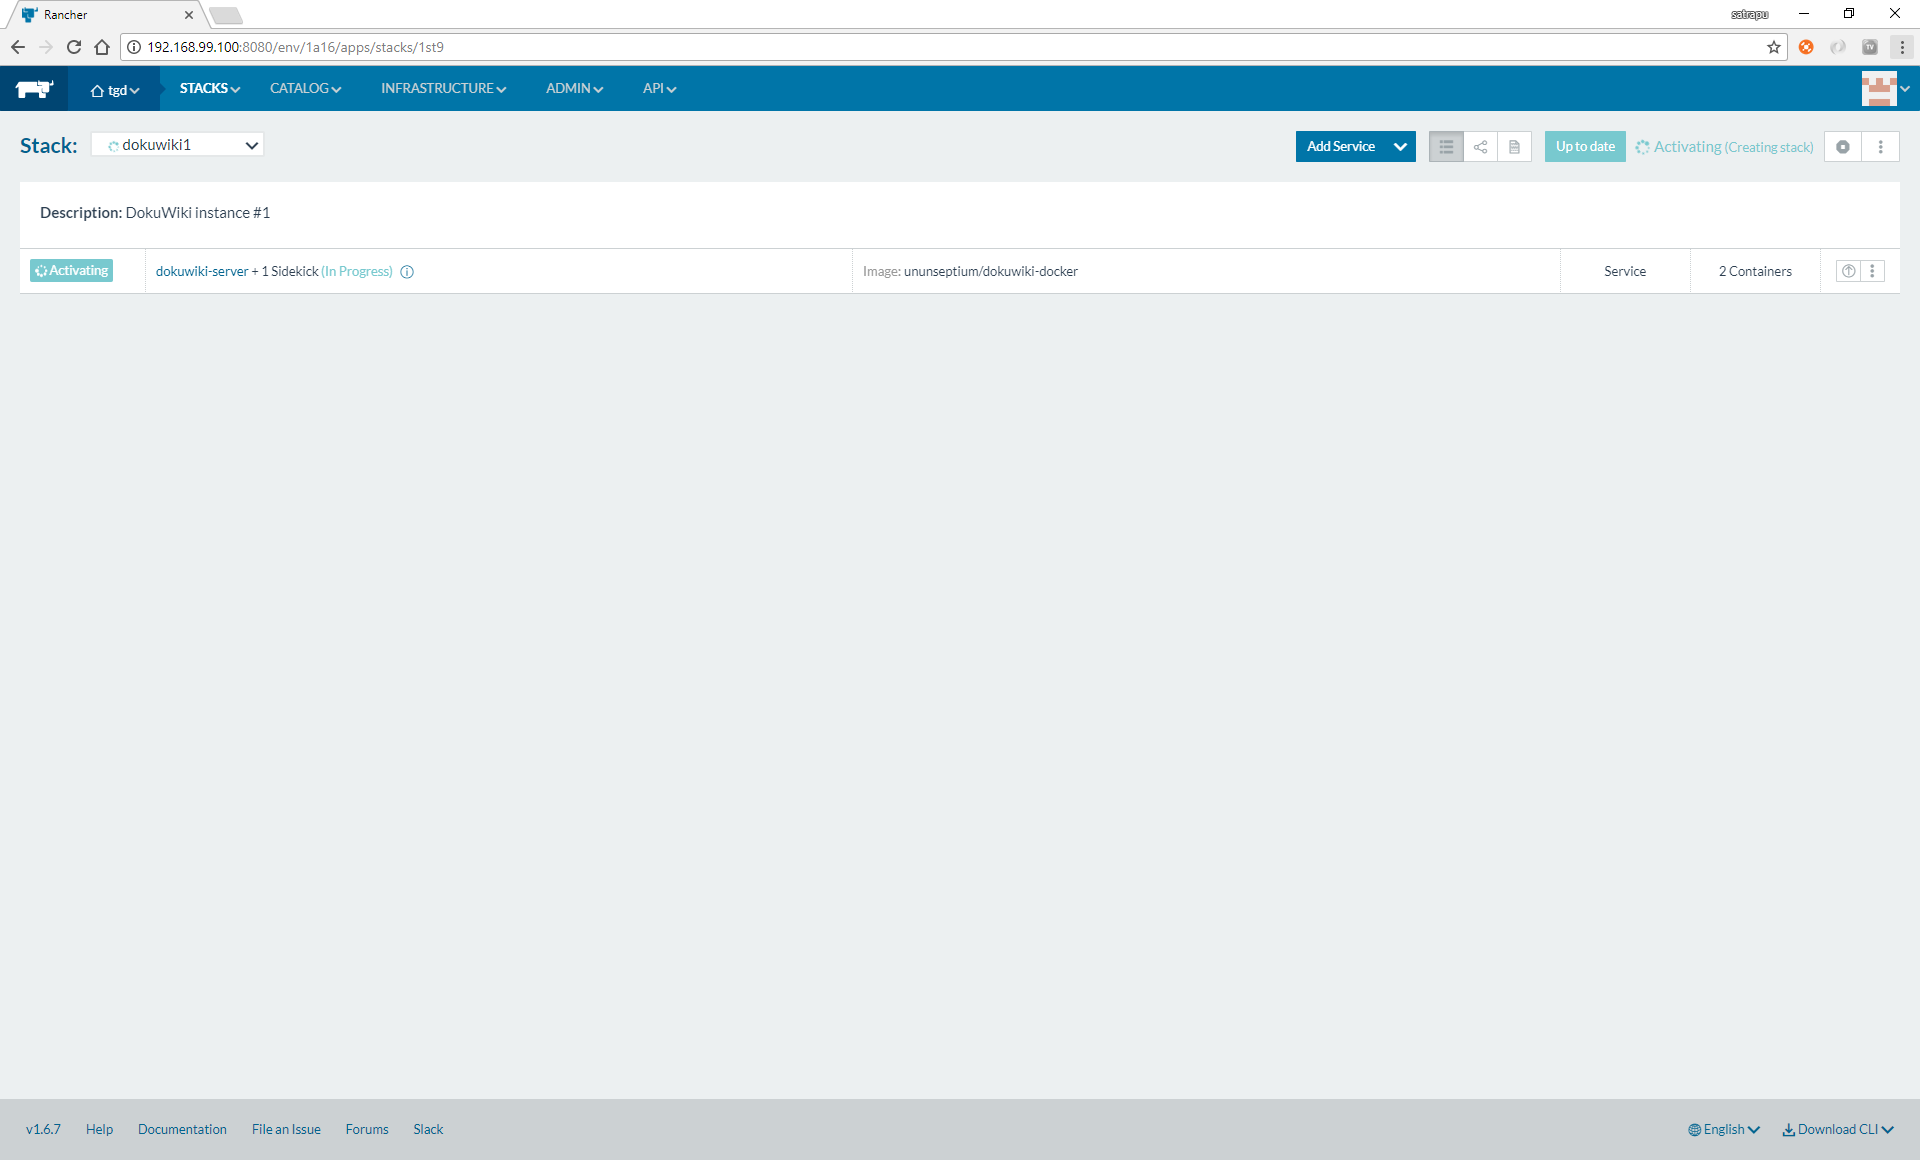 Rancher
satrapu
192.168.99.100:8080/env/1a16/apps/stacks/1st9
TV
tgd STACKS CATALOG INFRASTRUCTURE ADMIN API
Stack: dokuwiki1 Add Service Up to date Activating (Creating stack)
Description: DokuWiki instance #1
Activating dokuwiki-server + 1 Sidekick (In Progress) Image: ununseptium/dokuwiki-docker Service 2 Containers
v1.6.7 Help Documentation File an Issue Forums Slack English Download CLI